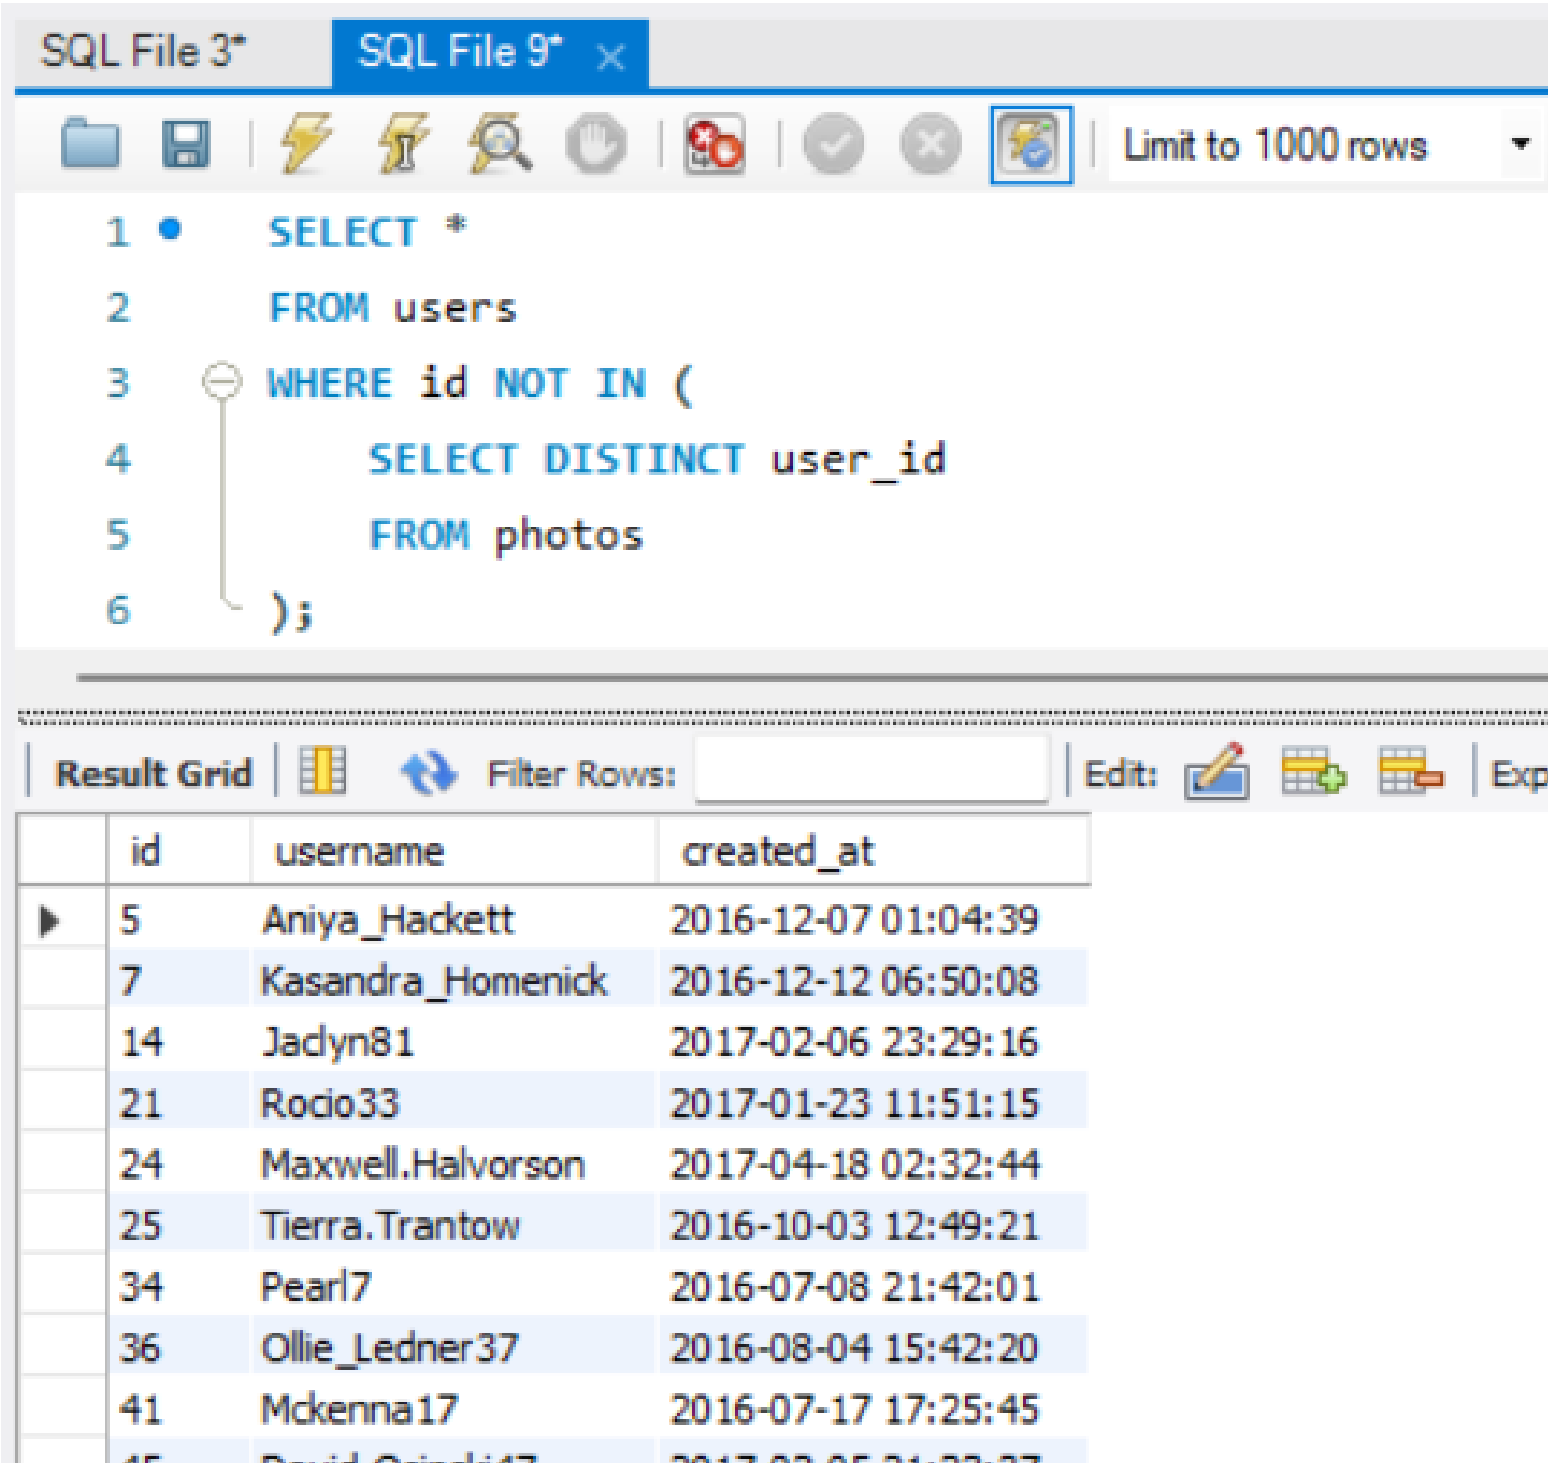 SQL File 3* SQL File 9* ×
Limit to 1000 rows
1 SELECT *
2 FROM users
3 WHERE id NOT IN (
4 SELECT DISTINCT user_id
5 FROM photos
6 );
Result Grid Filter Rows: Edit: Exp
id username created_at
5 Aniya_Hackett 2016-12-07 01:04:39
7 Kasandra_Homenick 2016-12-12 06:50:08
14 Jaclyn81 2017-02-06 23:29:16
21 Rocio33 2017-01-23 11:51:15
24 Maxwell.Halvorson 2017-04-18 02:32:44
25 Tierra.Trantow 2016-10-03 12:49:21
34 Pearl7 2016-07-08 21:42:01
36 Ollie_Ledner37 2016-08-04 15:42:20
41 Mckenna17 2016-07-17 17:25:45